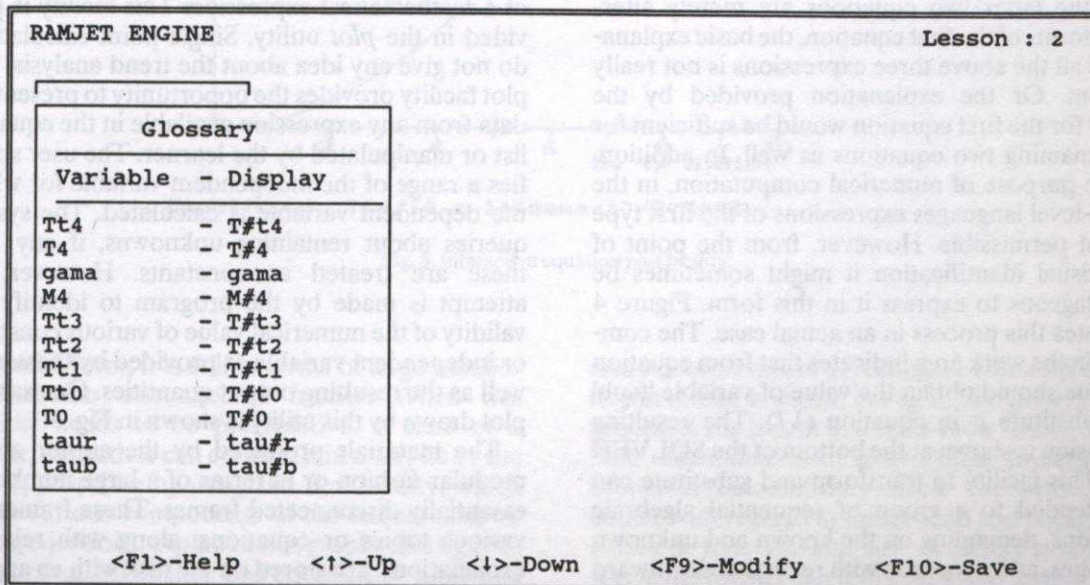 RAMJET ENGINE Lesson : 2
Glossary
Variable - Display
Tt4 - T#t4
T4 - T#4
gama - gama
M4 - M#4
Tt3 - T#t3
Tt2 - T#t2
Tt1 - T#t1
Tt0 - T#t0
T0 - T#0
taur - tau#r
taub - tau#b
<F1>-Help <↑>-Up <↓>-Down <F9>-Modify <F10>-Save